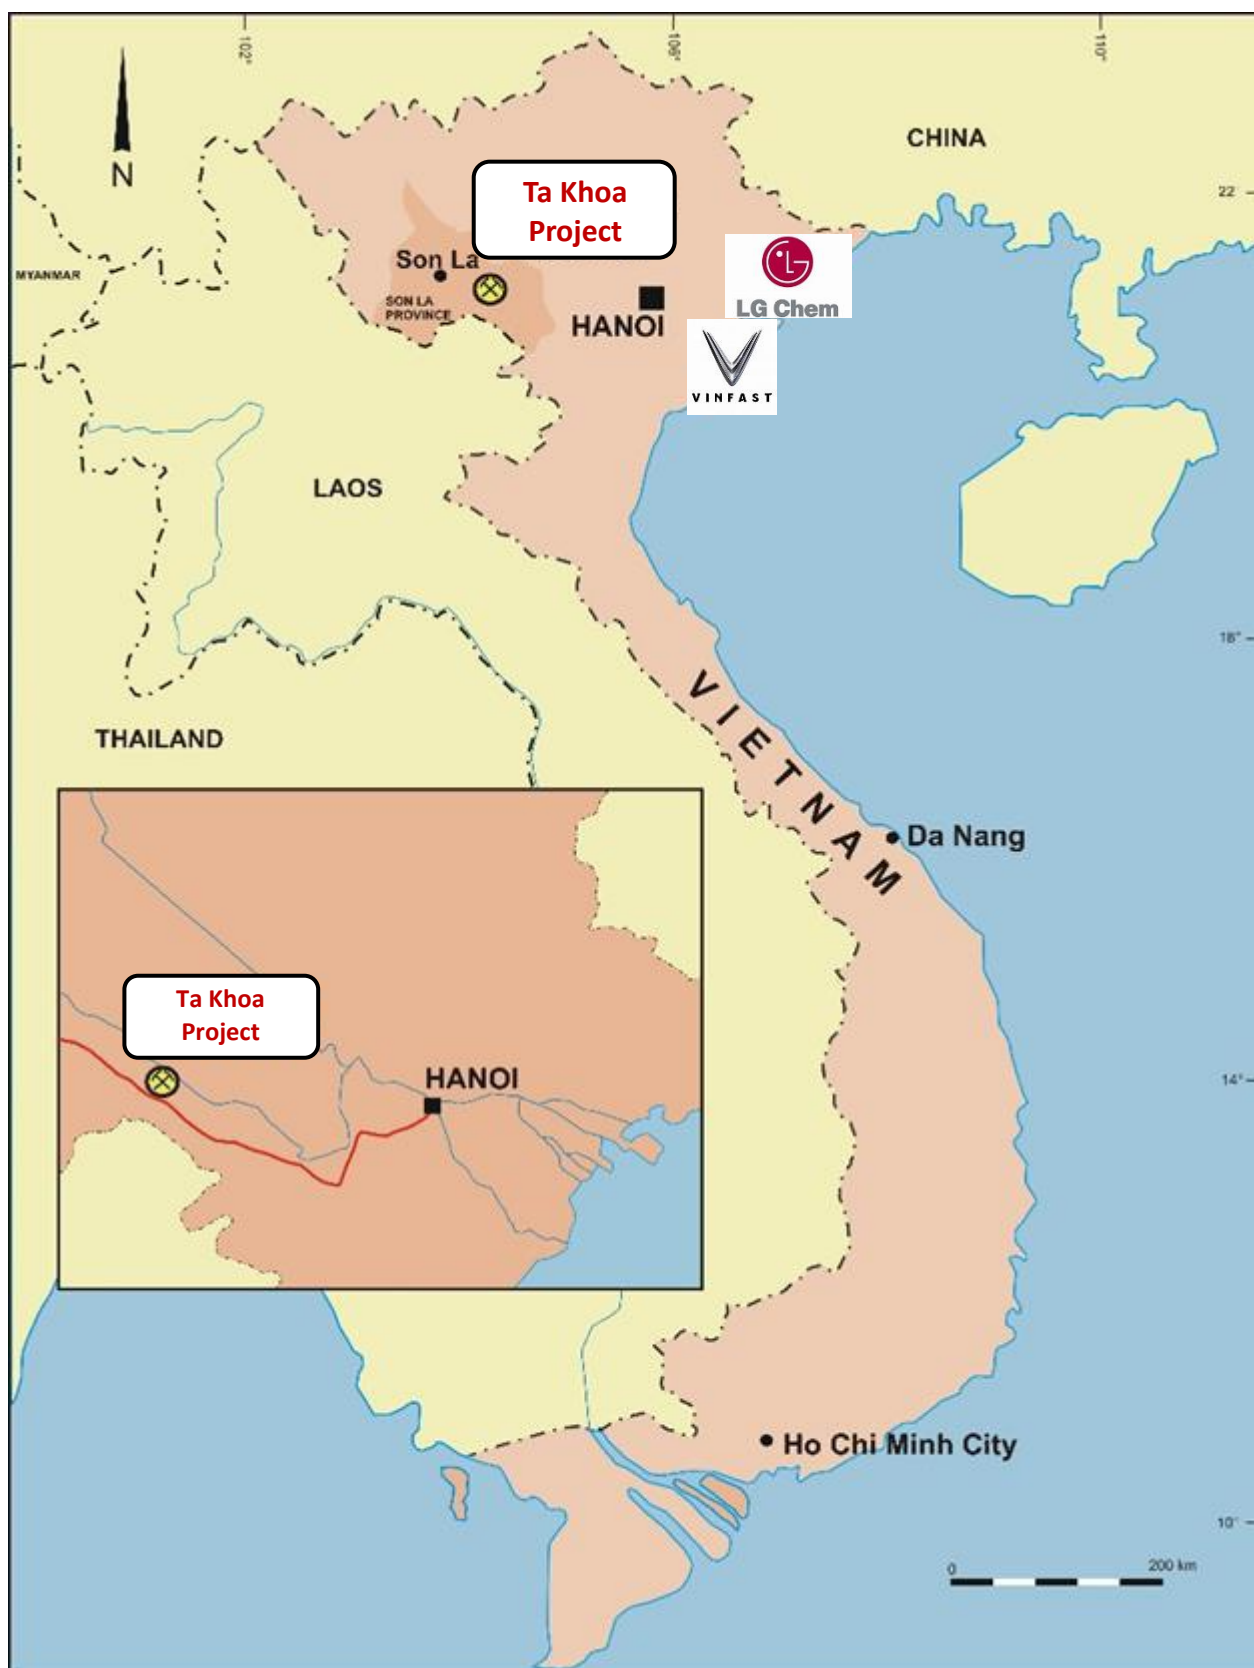 102°
106°
110°
N
CHINA
22°
Ta Khoa
Project
LG
LG Chem
Son La
SON LA
PROVINCE
MYANMAR
HANOI
VINFAST
LAOS
18°
VIETNAM
THAILAND
Da Nang
Ta Khoa
Project
HANOI
14°
Ho Chi Minh City
10°
0
200 km